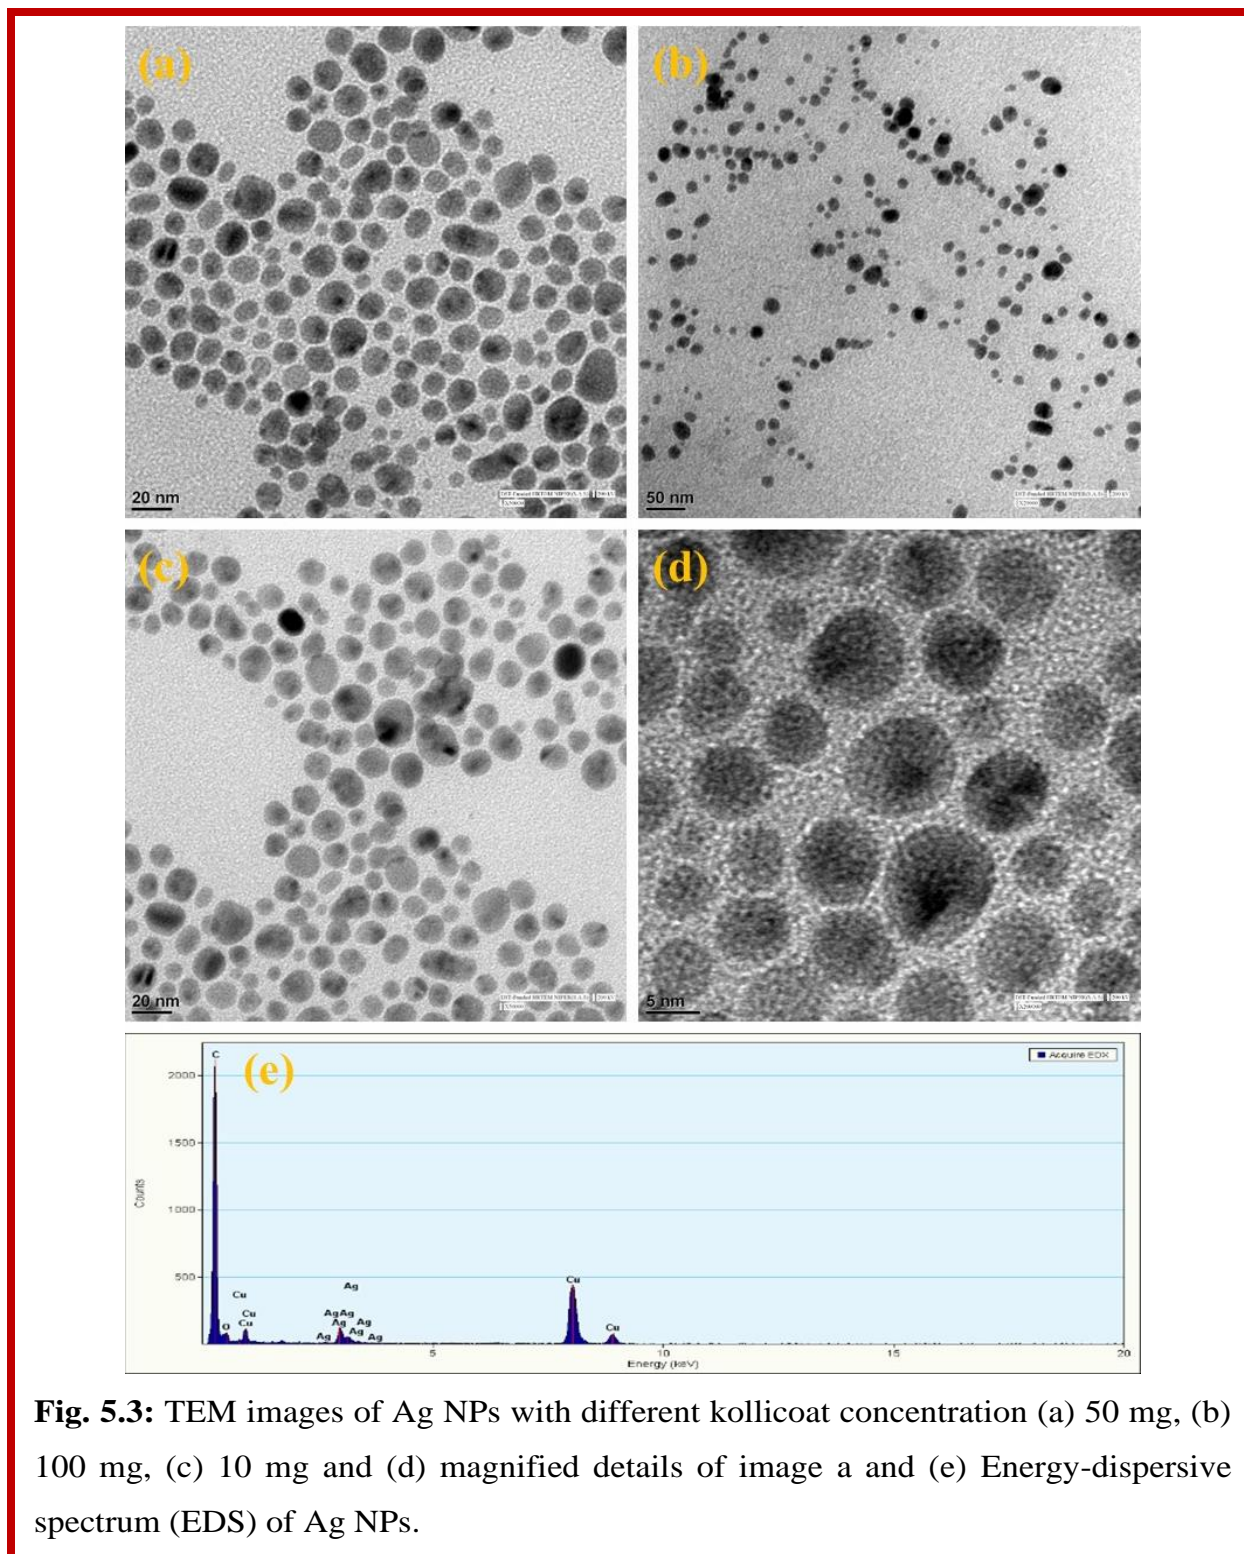 (a)
20 nm
(b)
50 nm
(c)
20 nm
(d)
5 nm
(e)
Acquire EDX
Counts
2000
1500
1000
500
C
Cu
Cu
O
Cu
Ag
Ag Ag
Ag
Ag
Ag
Ag
Ag
Cu
Cu
5
10
15
20
Energy (keV)
Fig. 5.3: TEM images of Ag NPs with different kollicoat concentration (a) 50 mg, (b)
100 mg, (c) 10 mg and (d) magnified details of image a and (e) Energy-dispersive
spectrum (EDS) of Ag NPs.